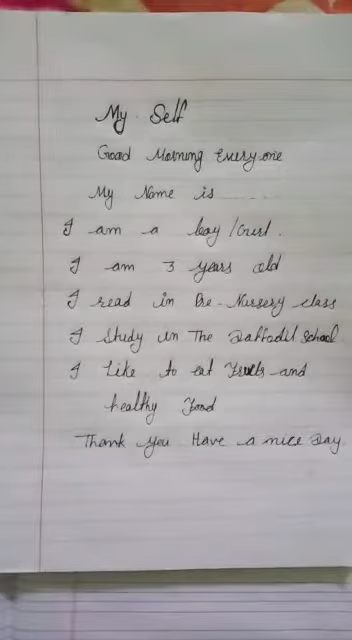 My Self
Good Morning Every one
My Name is ......
I am a boy / Gurl.
I am 3 years old
I read in Pre-Nursery class
I Study in The Daffodil School
I Like to eat Fruits and
healthy Food
Thank you Have a nice Day.